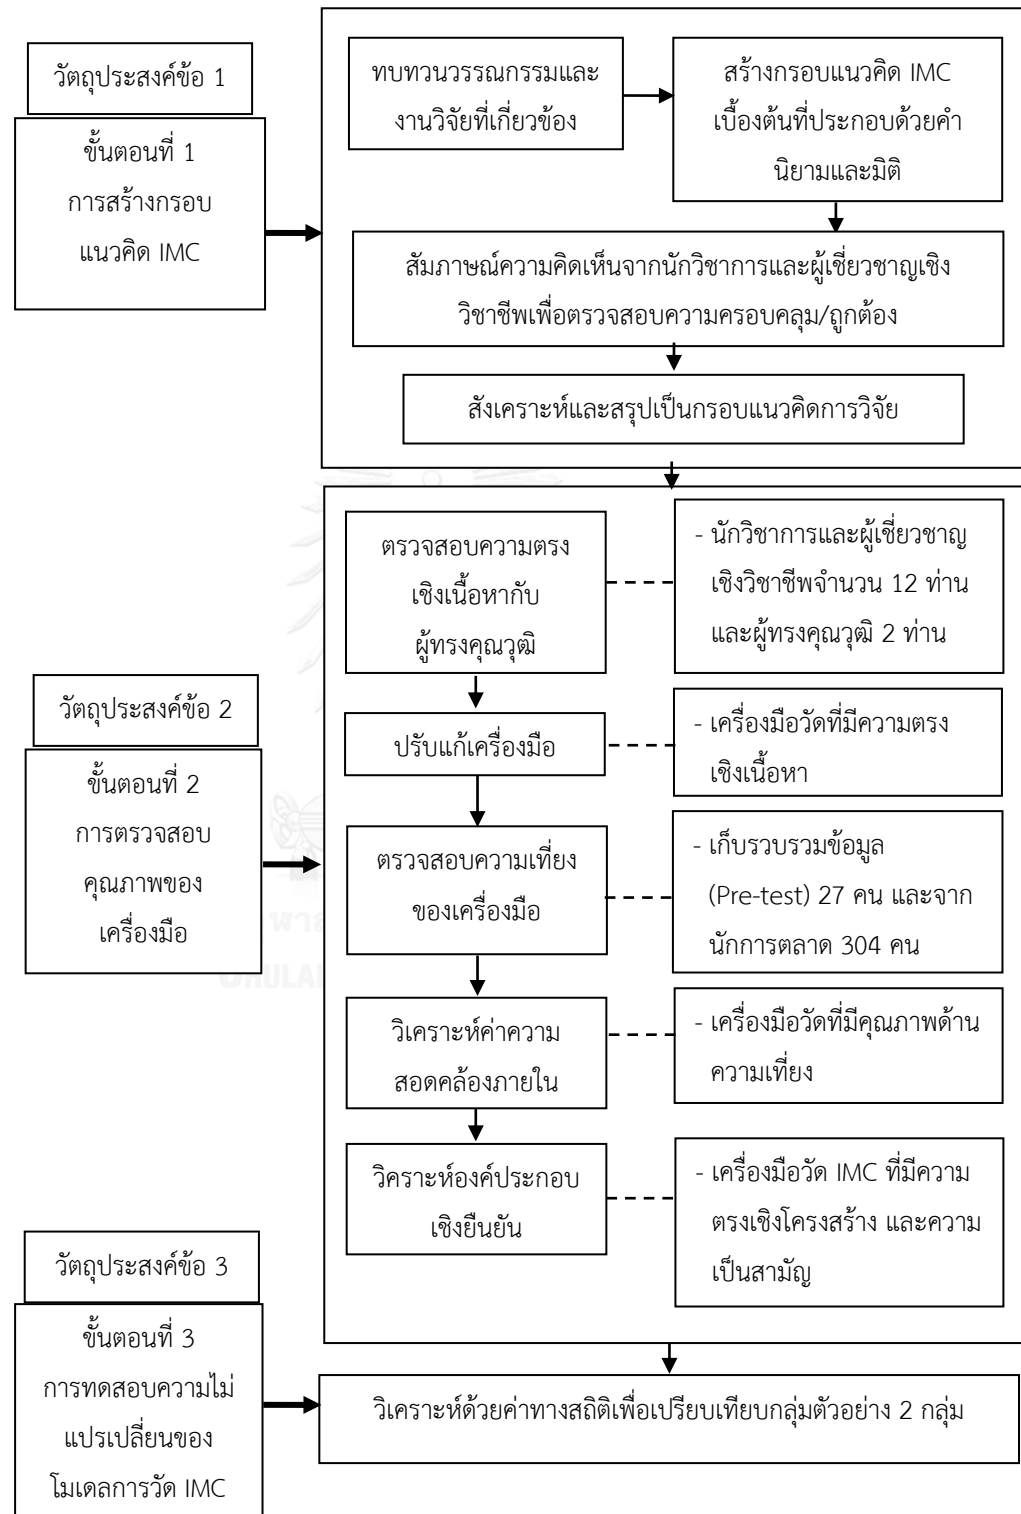 วัตถุประสงค์ข้อ 1
ขั้นตอนที่ 1
การสร้างกรอบ
แนวคิด IMC
ทบทวนวรรณกรรมและ
งานวิจัยที่เกี่ยวข้อง
สร้างกรอบแนวคิด IMC
เบื้องต้นที่ประกอบด้วยคำ
นิยามและมิติ
สัมภาษณ์ความคิดเห็นจากนักวิชาการและผู้เชี่ยวชาญเชิง
วิชาชีพเพื่อตรวจสอบความครอบคลุม/ถูกต้อง
สังเคราะห์และสรุปเป็นกรอบแนวคิดการวิจัย
วัตถุประสงค์ข้อ 2
ขั้นตอนที่ 2
การตรวจสอบ
คุณภาพของ
เครื่องมือ
ตรวจสอบความตรง
เชิงเนื้อหากับ
ผู้ทรงคุณวุฒิ
- นักวิชาการและผู้เชี่ยวชาญ
เชิงวิชาชีพจำนวน 12 ท่าน
และผู้ทรงคุณวุฒิ 2 ท่าน
ปรับแก้เครื่องมือ
- เครื่องมือวัดที่มีความตรง
เชิงเนื้อหา
ตรวจสอบความเที่ยง
ของเครื่องมือ
- เก็บรวบรวมข้อมูล
(Pre-test) 27 คน และจาก
นักการตลาด 304 คน
วิเคราะห์ค่าความ
สอดคล้องภายใน
- เครื่องมือวัดที่มีคุณภาพด้าน
ความเที่ยง
วิคราะห์องค์ประกอบ
เชิงยืนยัน
- เครื่องมือวัด IMC ที่มีความ
ตรงเชิงโครงสร้าง และความ
เป็นสามัญ
วัตถุประสงค์ข้อ 3
ขั้นตอนที่ 3
การทดสอบความไม่
แปรเปลี่ยนของ
โมเดลการวัด IMC
วิเคราะห์ด้วยค่าทางสถิติเพื่อเปรียบเทียบกลุ่มตัวอย่าง 2 กลุ่ม